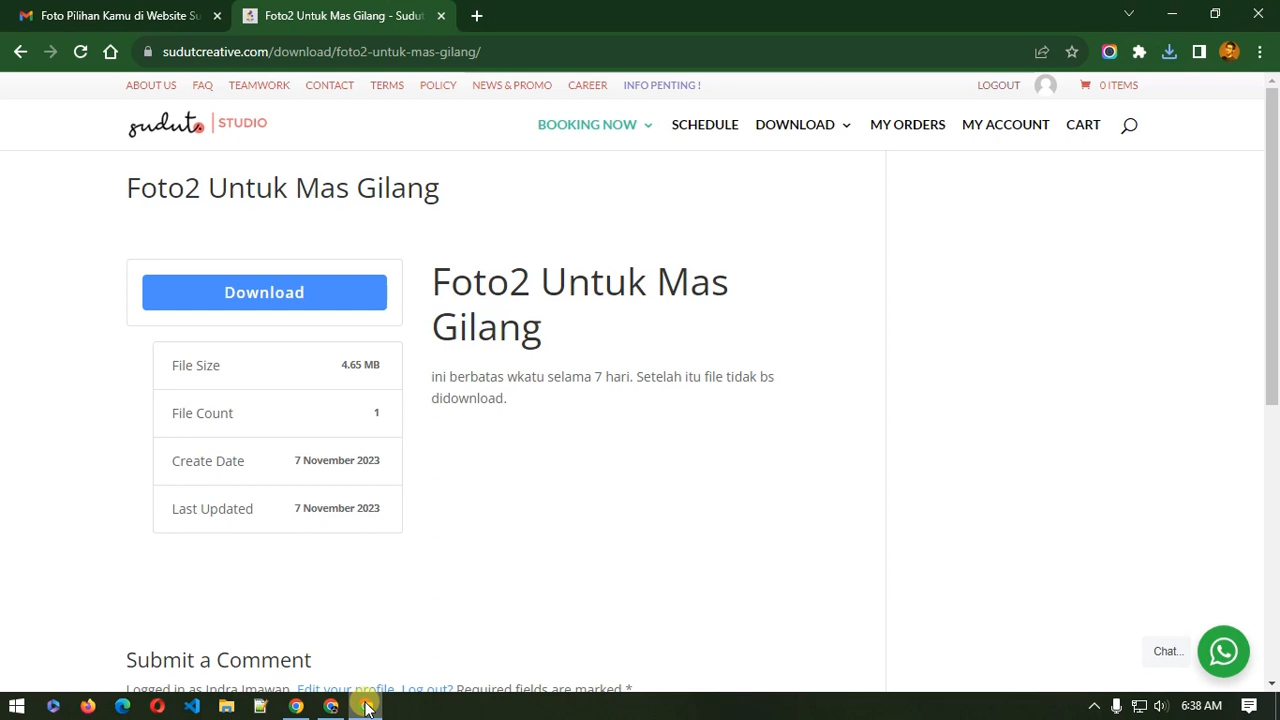 Foto Pilihan Kamu di Website Su
Foto2 Untuk Mas Gilang - Sudut
sudutcreative.com/download/foto2-untuk-mas-gilang/
ABOUT US FAQ TEAMWORK CONTACT TERMS POLICY NEWS & PROMO CAREER INFO PENTING ! LOGOUT 0 ITEMS
sudut STUDIO BOOKING NOW SCHEDULE DOWNLOAD MY ORDERS MY ACCOUNT CART
Foto2 Untuk Mas Gilang
Download
File Size 4.65 MB
File Count 1
Create Date 7 November 2023
Last Updated 7 November 2023
Foto2 Untuk Mas
Gilang
ini berbatas wkatu selama 7 hari. Setelah itu file tidak bs
didownload.
Chat...
Submit a Comment
Logged in as Indra Imawan. Edit your profile. Log out? Required fields are marked *
6:38 AM